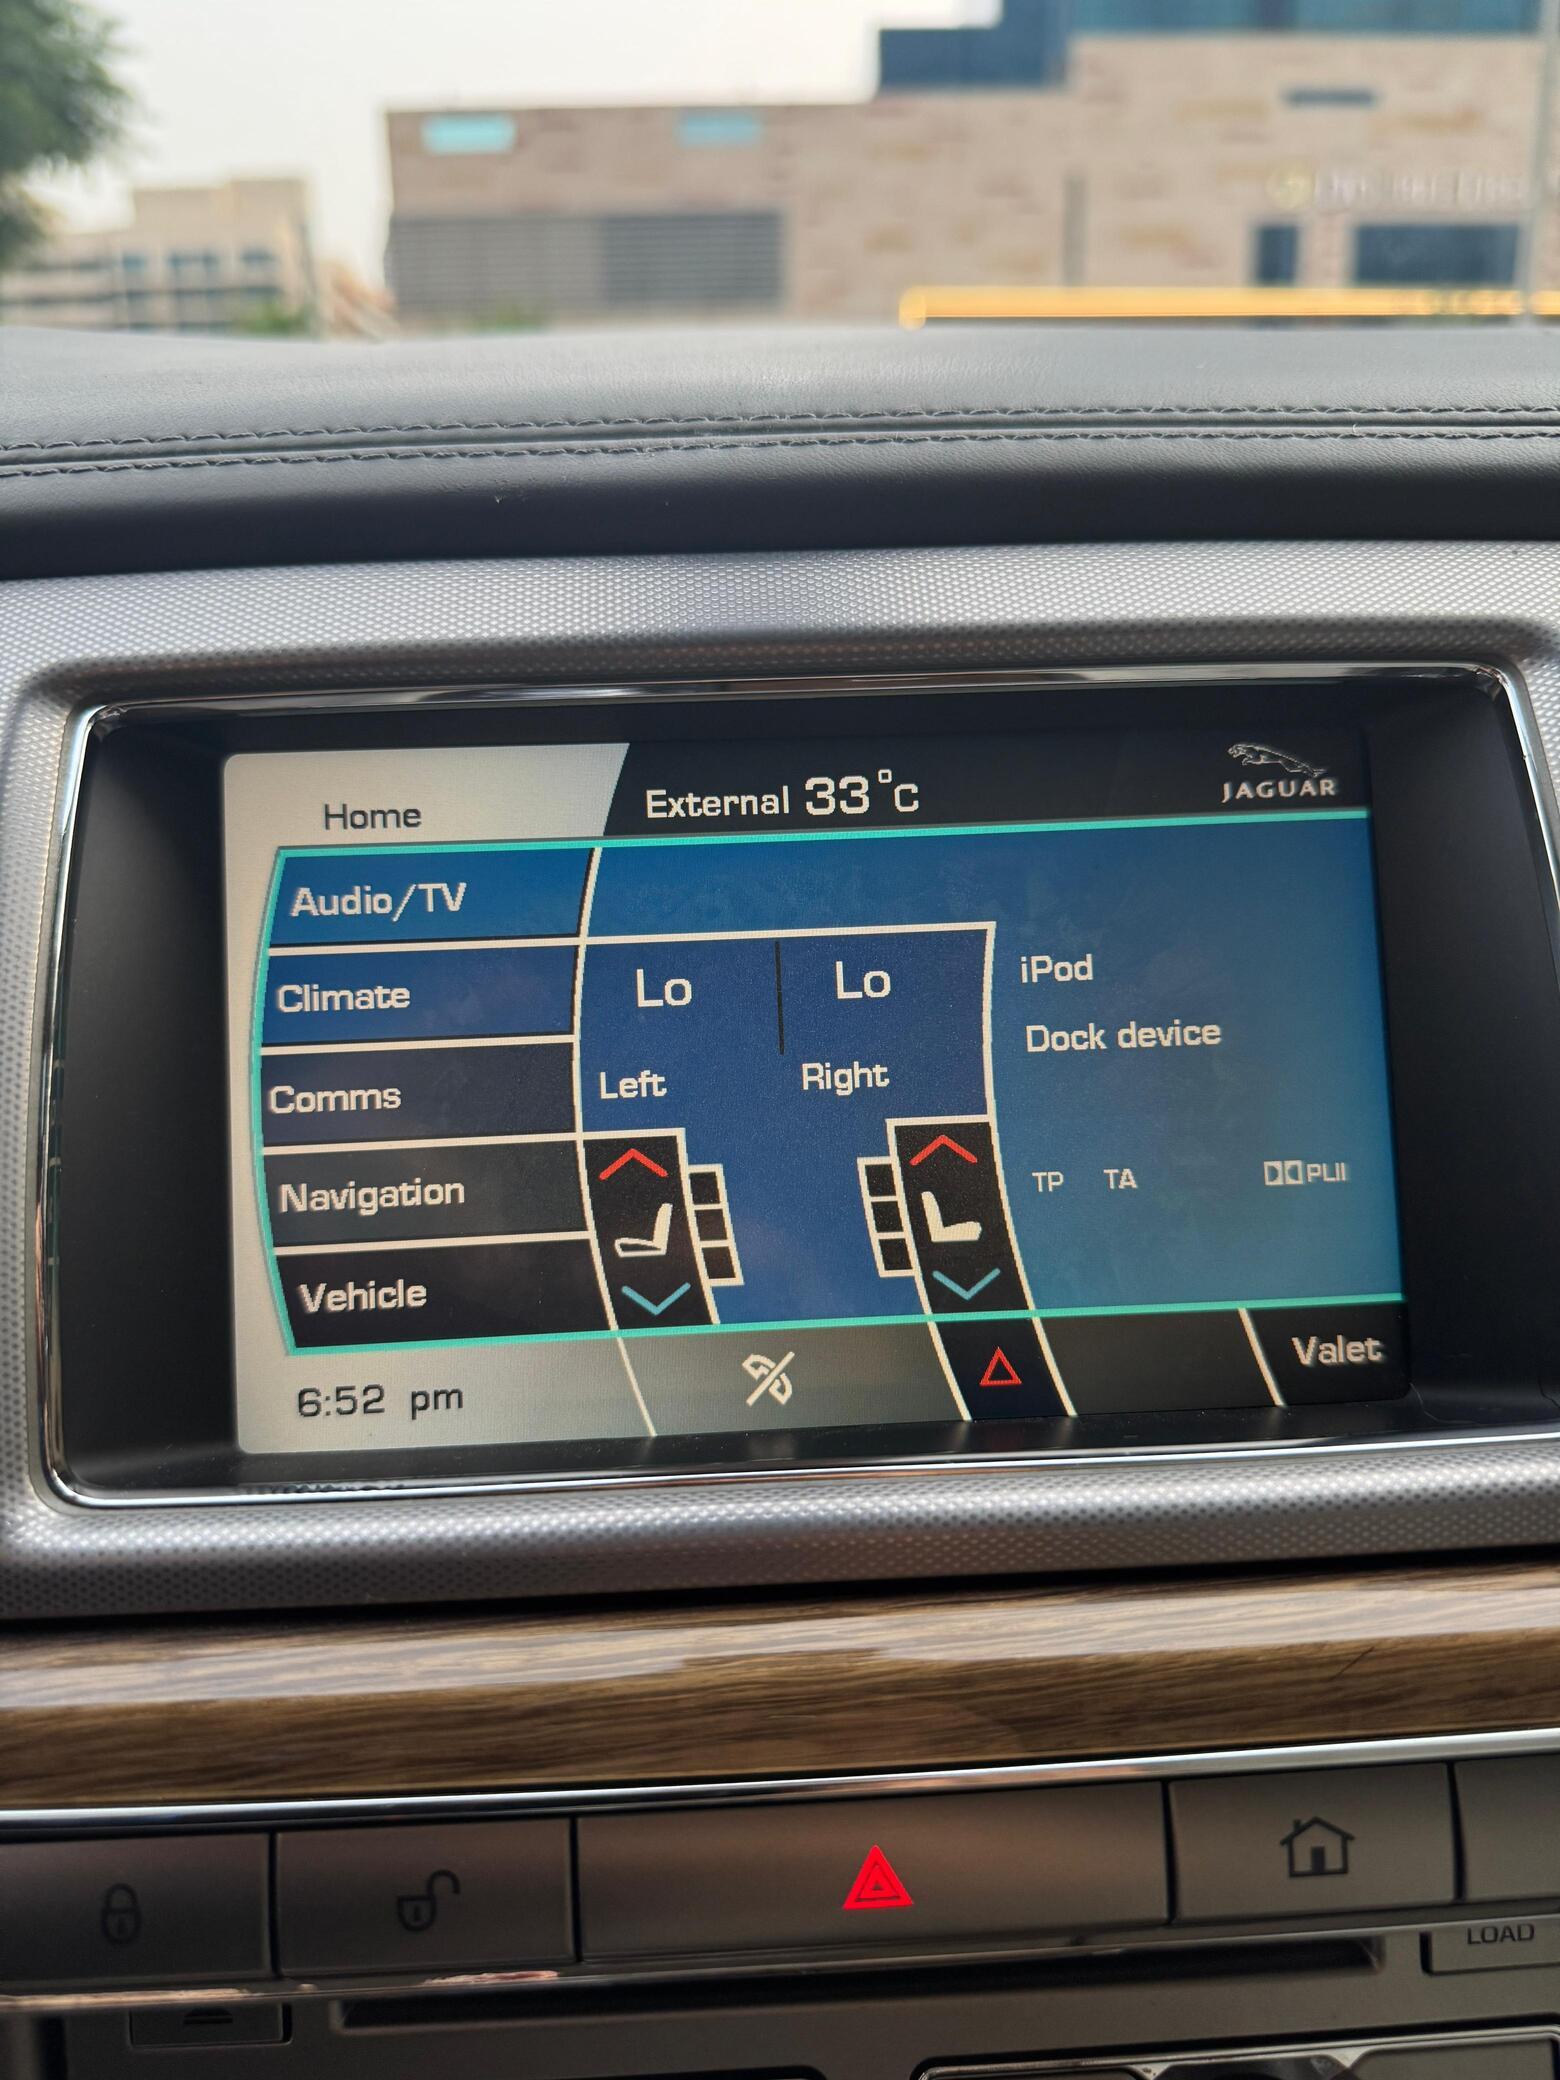 Home
External 33°C
JAGUAR
Audio/TV
Climate
Comms
Navigation
Vehicle
Lo
Lo
Left
Right
iPod
Dock device
TP TA PLII
6:52 pm
Valet
LOAD